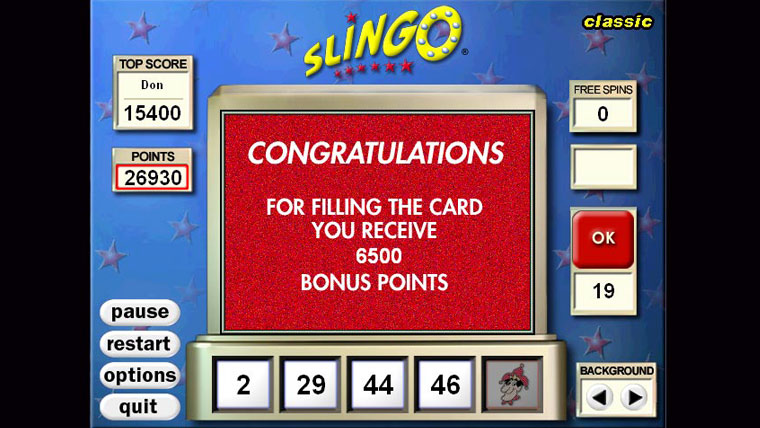 SLINGO®
classic
TOP SCORE
Don
15400
POINTS
26930
CONGRATULATIONS
FOR FILLING THE CARD
YOU RECEIVE
6500
BONUS POINTS
FREE SPINS
0
OK
19
pause
restart
options
quit
2 29 44 46
BACKGROUND